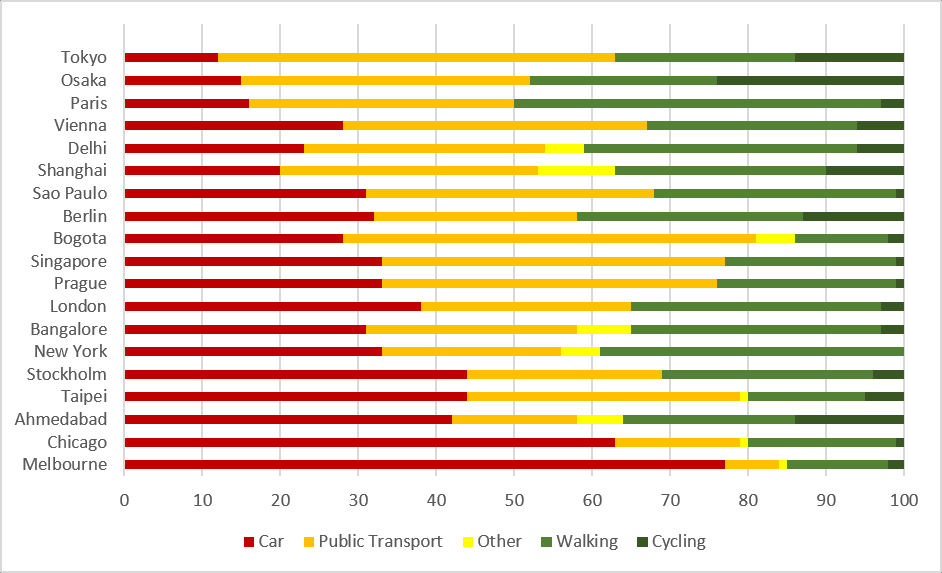 Tokyo
Osaka
Paris
Vienna
Delhi
Shanghai
Sao Paulo
Berlin
Bogota
Singapore
Prague
London
Bangalore
New York
Stockholm
Taipei
Ahmedabad
Chicago
Melbourne
0 10 20 30 40 50 60 70 80 90 100
Car Public Transport Other Walking Cycling